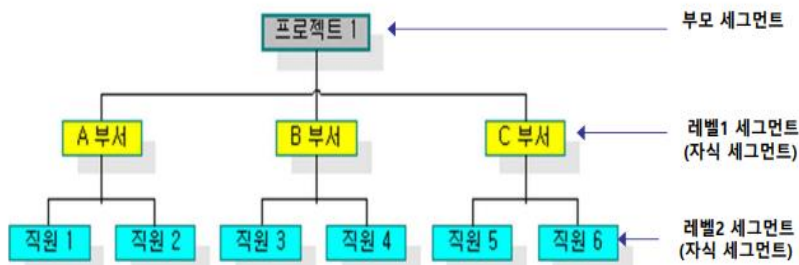 프로젝트 1
부모 세그먼트
A 부서
B 부서
C 부서
레벨1 세그먼트
(자식 세그먼트)
직원 1
직원 2
직원 3
직원 4
직원 5
직원 6
레벨2 세그먼트
(자식 세그먼트)